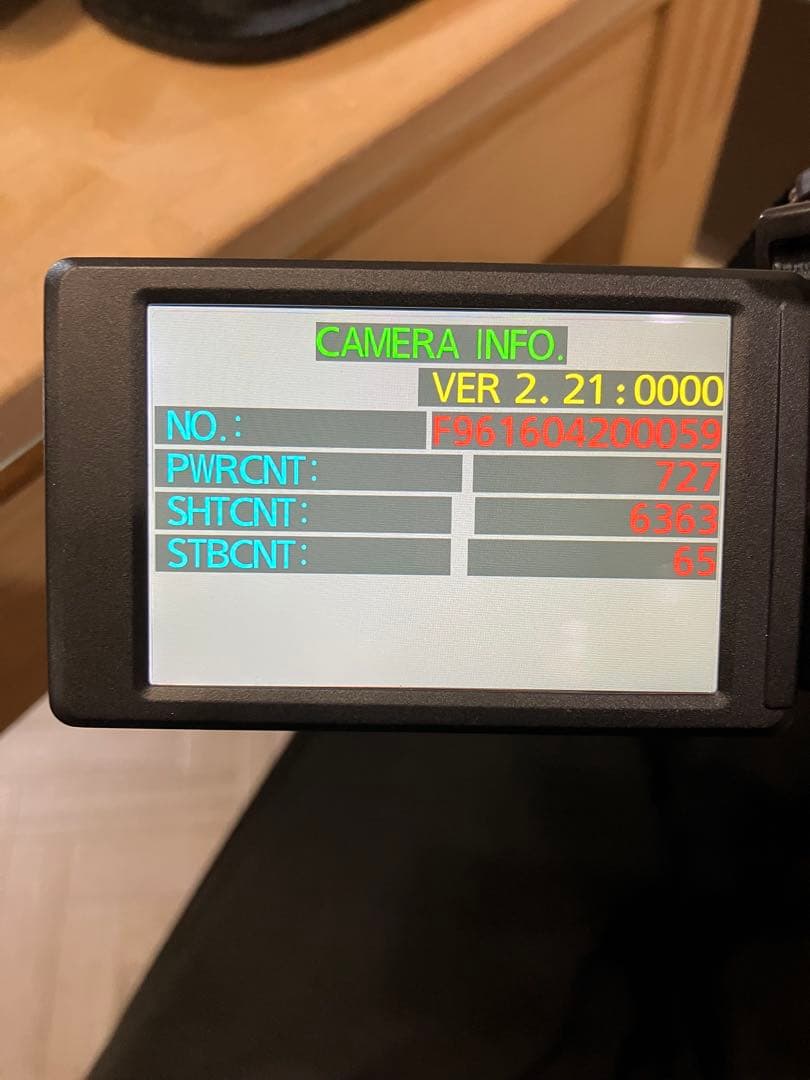 CAMERA INFO.
VER 2. 21:0000
NO.: F961604200059
PWRCNT: 727
SHTCNT: 6363
STBCNT: 65